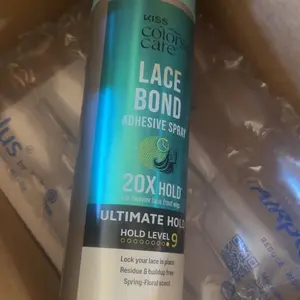 KISS
colors
care
LACE
BOND
ADHESIVE SPRAY
20X HOLD
ULTIMATE HOLD
HOLD LEVEL 9
Lock your lace in place
Residue & buildup free
Spring-Floral scent
plus